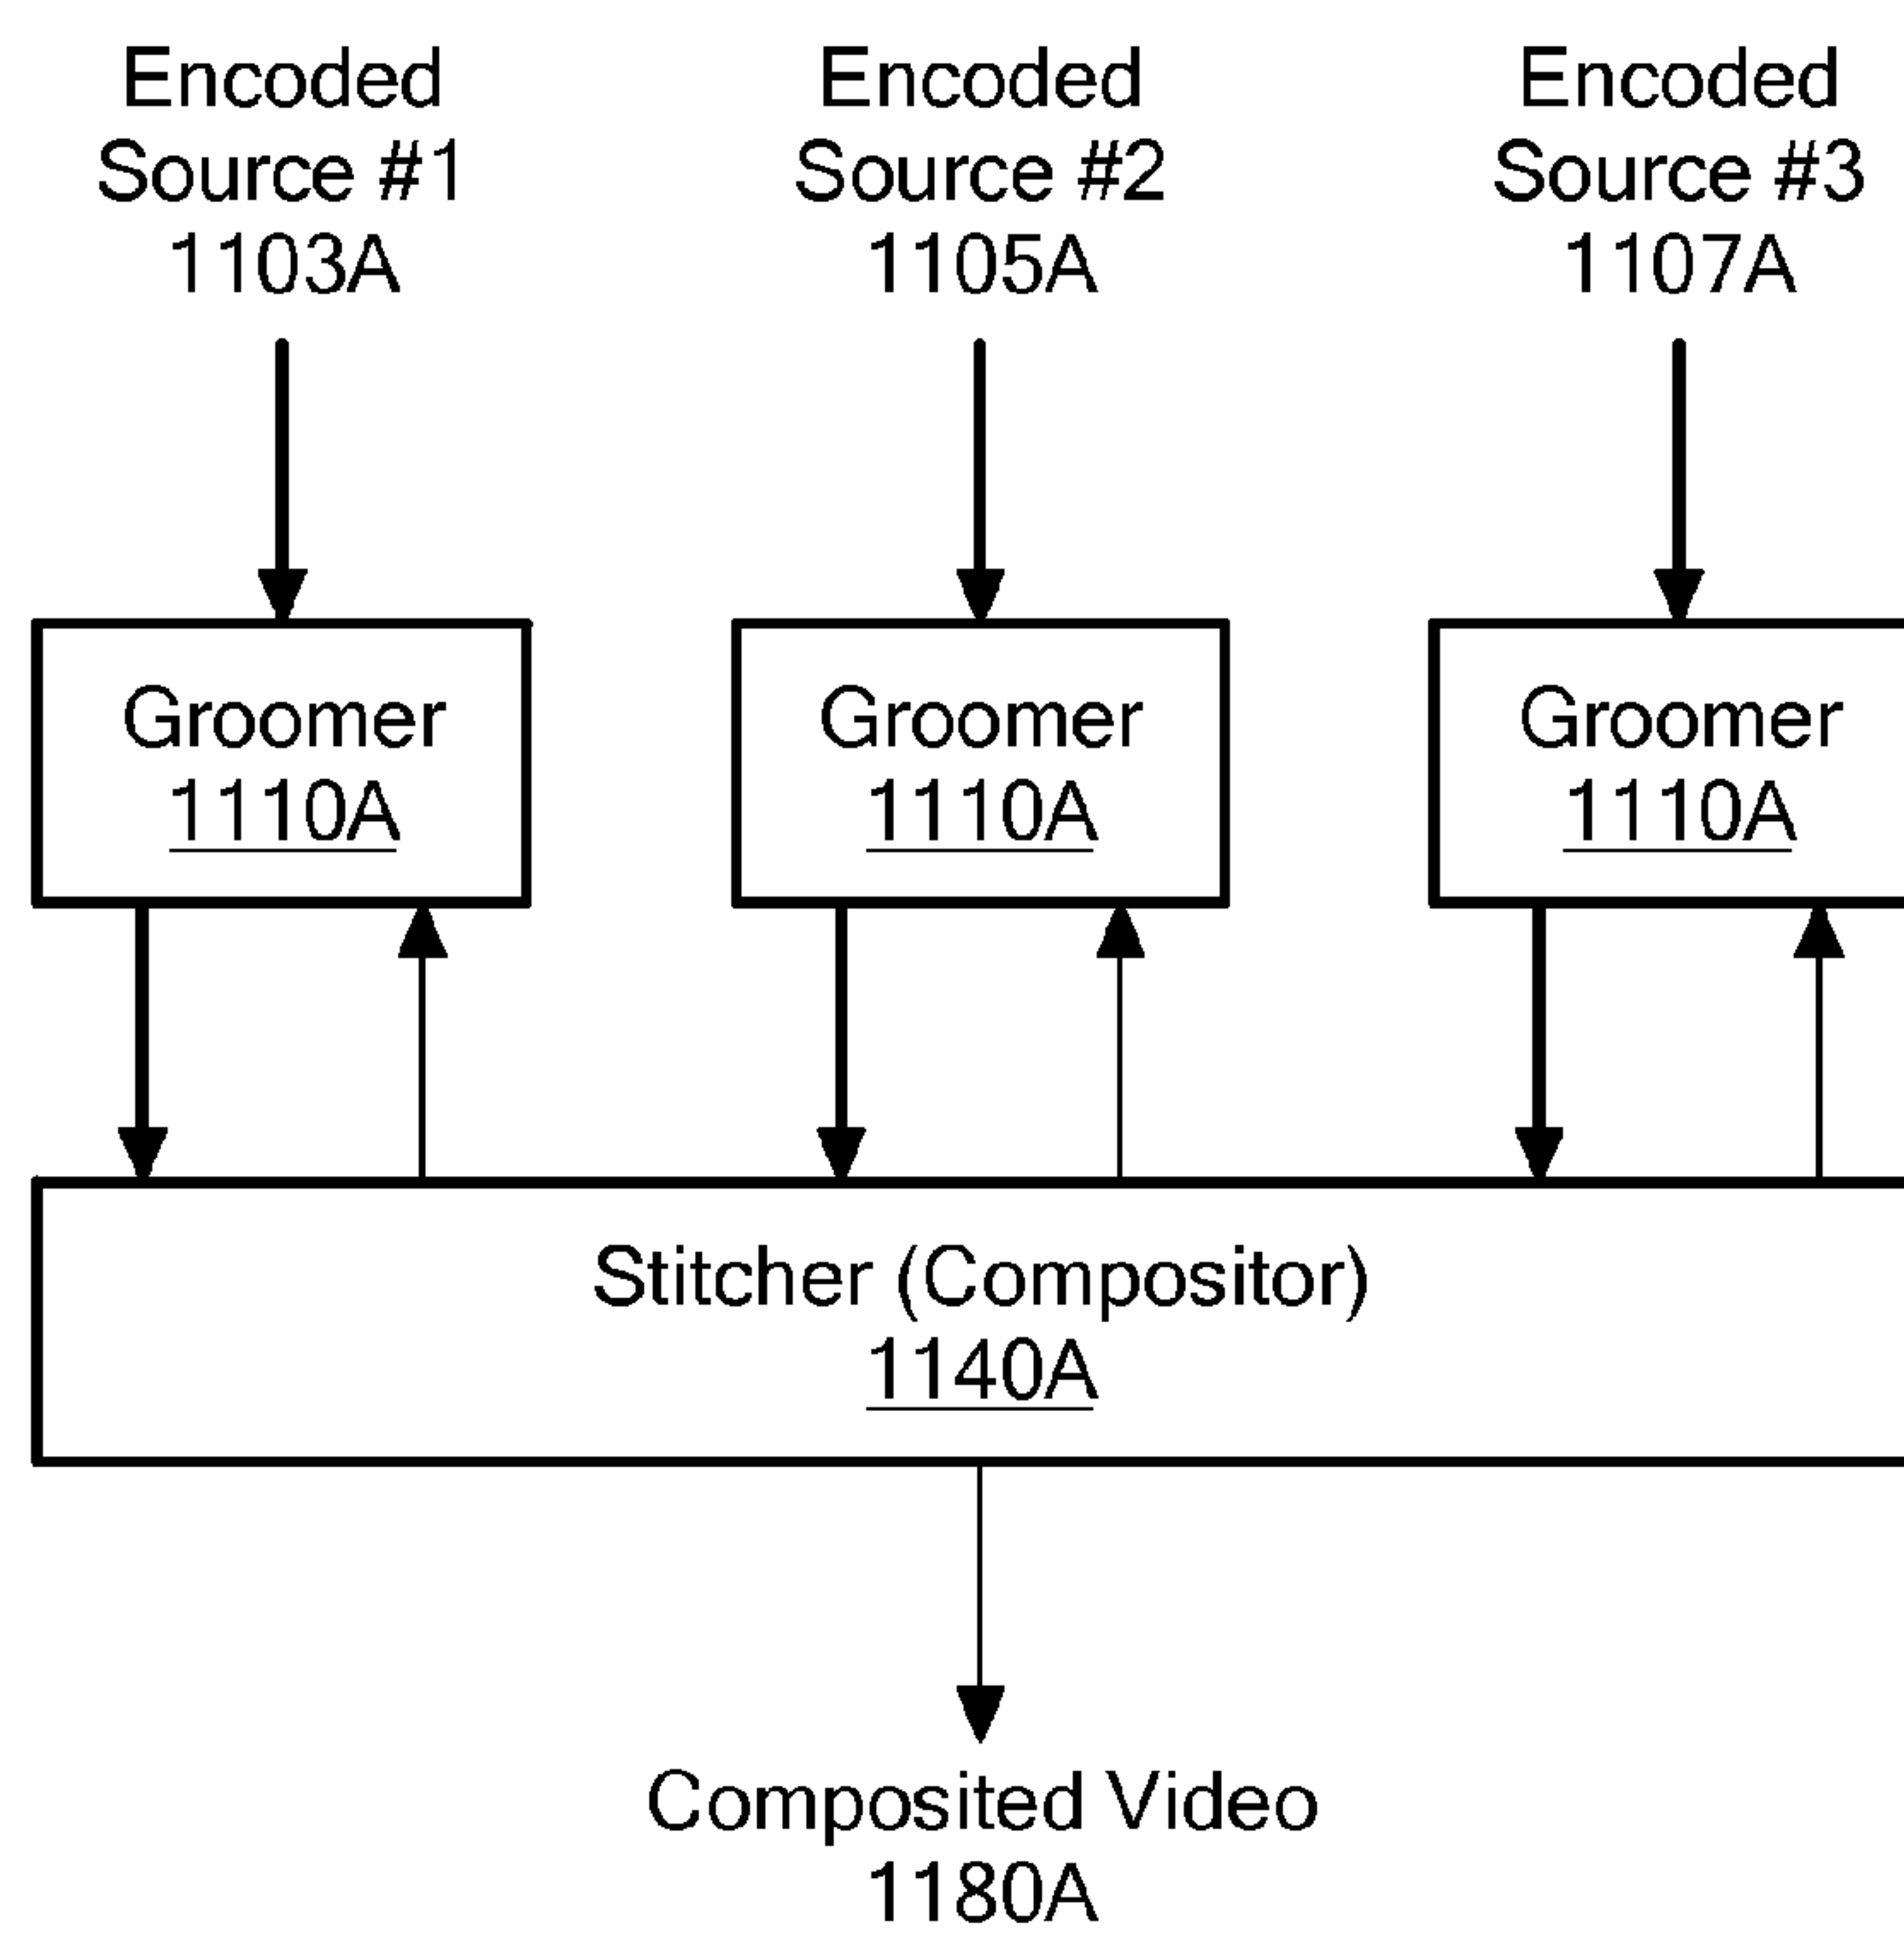 Encoded
Source #1
1103A
Encoded
Source #2
1105A
Encoded
Source #3
1107A
Groomer
1110A
Groomer
1110A
Groomer
1110A
Stitcher (Compositor)
1140A
Composited Video
1180A